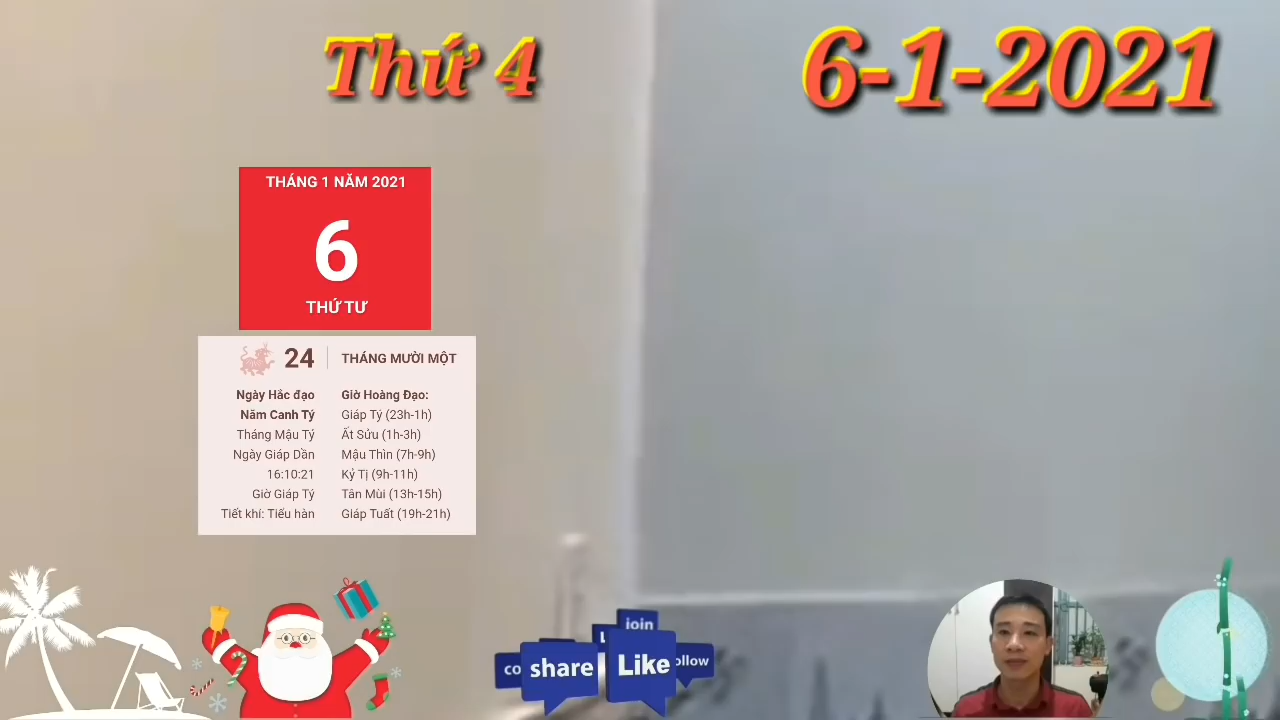 Thứ 4
6-1-2021
THÁNG 1 NĂM 2021
6
THỨ TƯ
24
THÁNG MƯỜI MỘT
Ngày Hắc đạo
Năm Canh Tý
Tháng Mậu Tý
Ngày Giáp Dần
16:10:21
Giờ Giáp Tý
Tiết khí: Tiểu hàn
Giờ Hoàng Đạo:
Giáp Tý (23h-1h)
Ất Sửu (1h-3h)
Mậu Thìn (7h-9h)
Kỷ Tị (9h-11h)
Tân Mùi (13h-15h)
Giáp Tuất (19h-21h)
join
share
Like